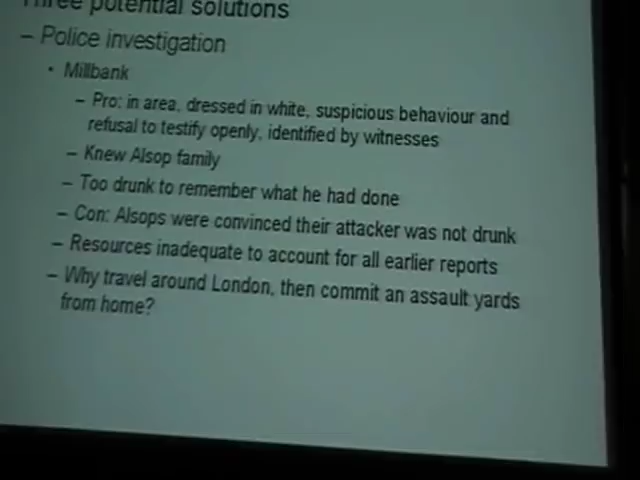 Three potential solutions
– Police investigation
• Millbank
– Pro: in area, dressed in white, suspicious behaviour and
refusal to testify openly, identified by witnesses
– Knew Alsop family
– Too drunk to remember what he had done
– Con: Alsops were convinced their attacker was not drunk
– Resources inadequate to account for all earlier reports
– Why travel around London, then commit an assault yards
from home?